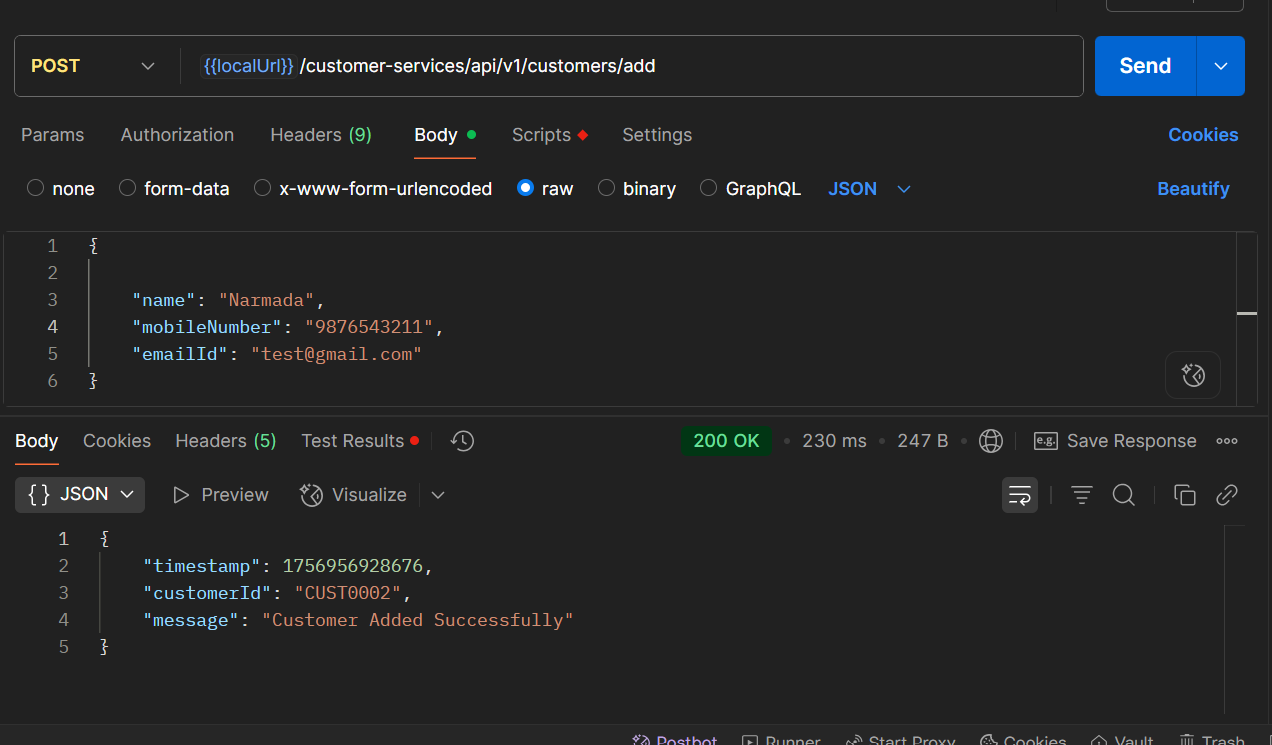 POST {{localUrl}} /customer-services/api/v1/customers/add Send
Params Authorization Headers (9) Body Scripts Settings Cookies
none form-data x-www-form-urlencoded raw binary GraphQL JSON Beautify
1 {
2
3 "name": "Narmada",
4 "mobileNumber": "9876543211",
5 "emailId": "test@gmail.com"
6 }
Body Cookies Headers (5) Test Results 200 OK • 230 ms • 247 B • e.g. Save Response
{} JSON Preview Visualize
1 {
2 "timestamp": 1756956928676,
3 "customerId": "CUST0002",
4 "message": "Customer Added Successfully"
5 }
Postbot Runner Start Proxy Cookies Vault Trash